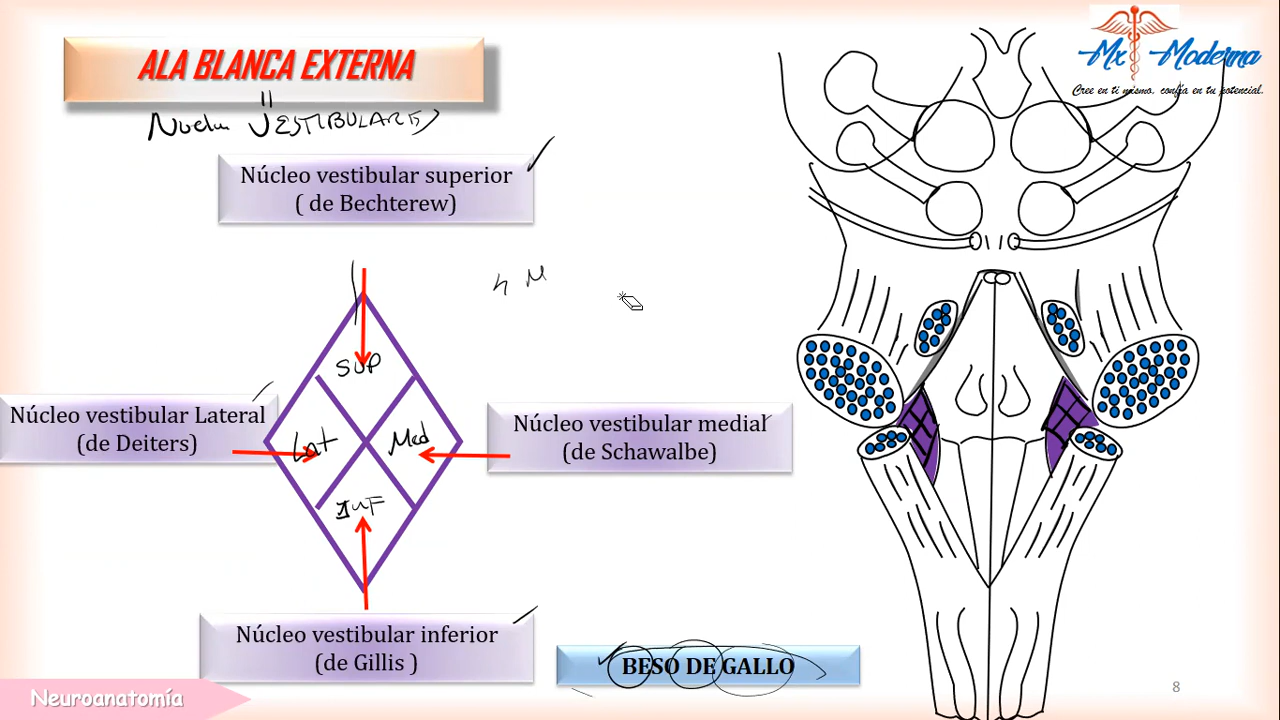 ALA BLANCA EXTERNA
Mx Moderna
Cree en ti mismo, confía en tu potencial.
VESTIBULARES
Núcleo vestibular superior
( de Bechterew)
SUP
Núcleo vestibular Lateral
(de Deiters)
Lat
Med
Núcleo vestibular medial
(de Schawalbe)
INF
Núcleo vestibular inferior
(de Gillis )
BESO DE GALLO
Neuroanatomía
8